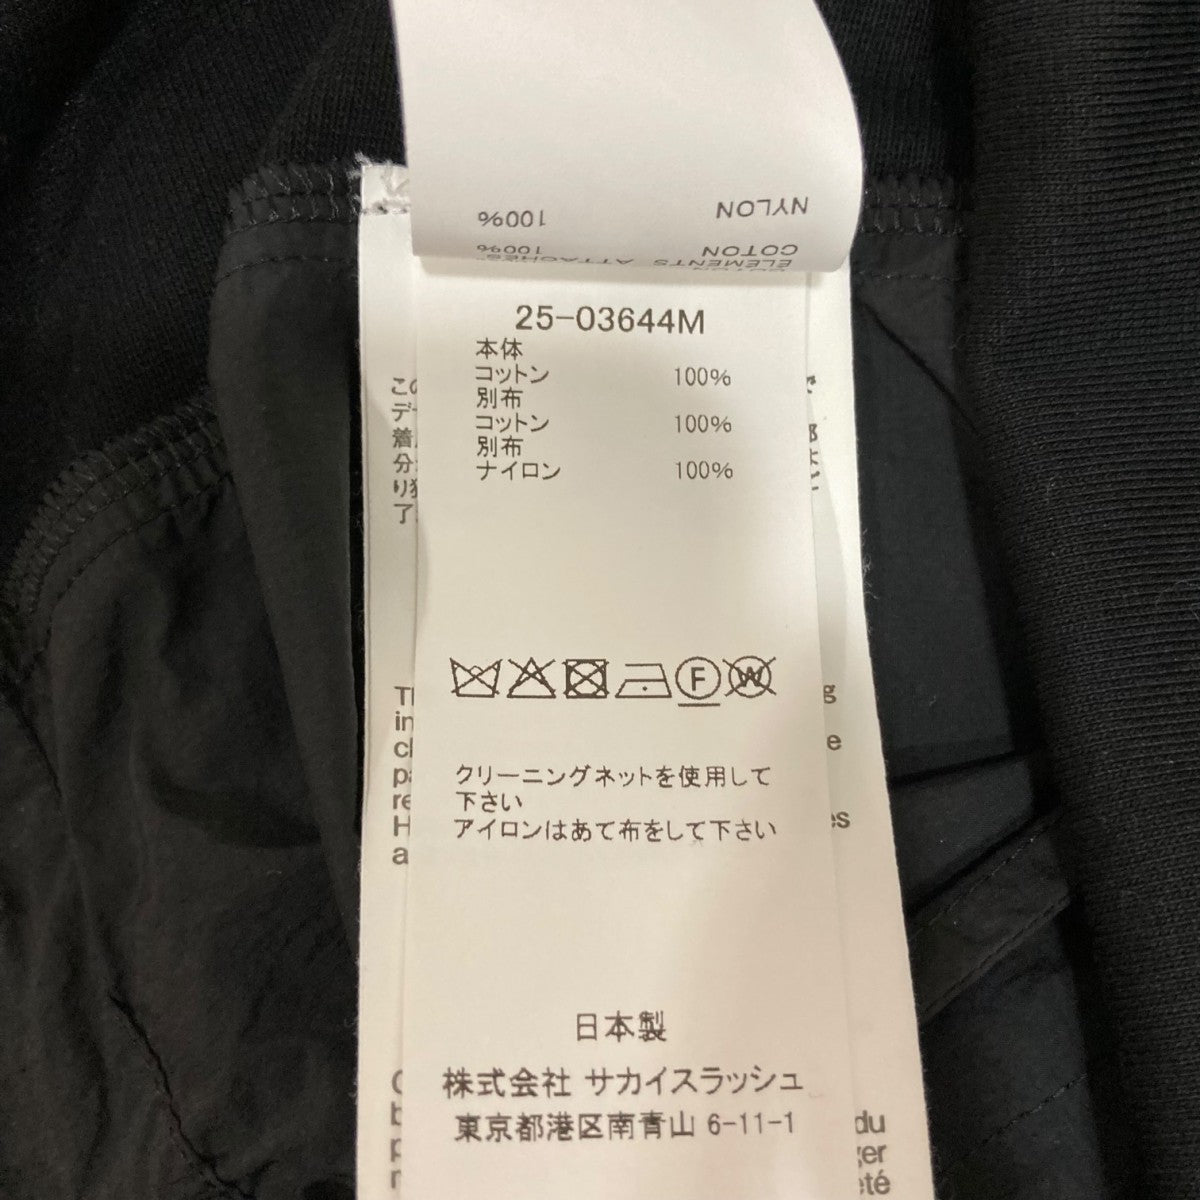 NYLON 100%
COTON 100%
ELEMENTS ATTACHES
25-03644M
本体
コットン 100%
別布
コットン 100%
別布
ナイロン 100%
F
W
クリーニングネットを使用して
下さい
アイロンはあて布をして下さい
日本製
株式会社 サカイスラッシュ
東京都港区南青山 6-11-1